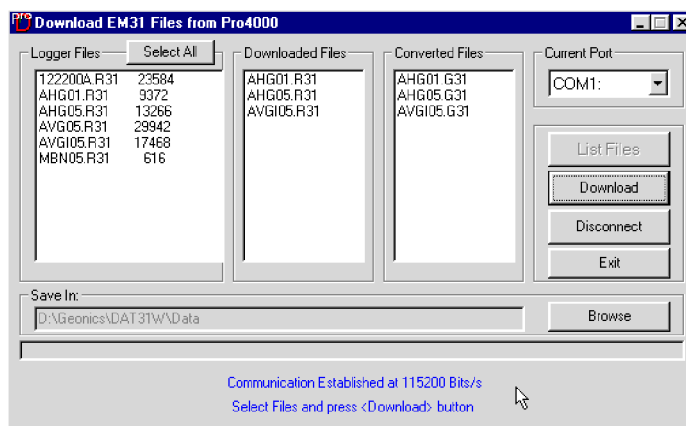 Pro Download EM31 Files from Pro4000
Logger Files Select All
122200A.R31 23584
AHG01.R31 9372
AHG05.R31 13266
AVG05.R31 29942
AVGI05.R31 17468
MBN05.R31 616
Downloaded Files
AHG01.R31
AHG05.R31
AVGI05.R31
Converted Files
AHG01.G31
AHG05.G31
AVGI05.G31
Current Port
COM1:
List Files
Download
Disconnect
Exit
Save In:
D:\Geonics\DAT31W\Data
Browse
Communication Established at 115200 Bits/s
Select Files and press <Download> button